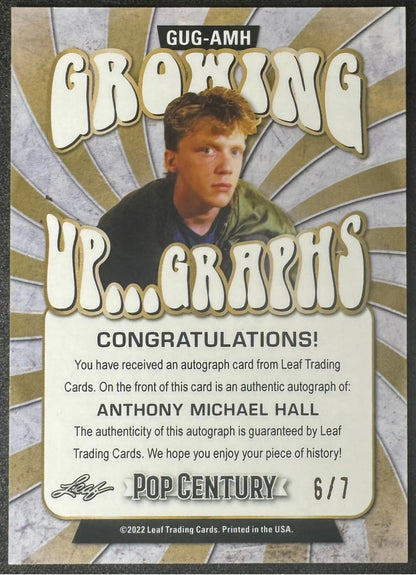 GUG-AMH
GROWING
UP...GRAPHS
CONGRATULATIONS!
You have received an autograph card from Leaf Trading
Cards. On the front of this card is an authentic autograph of:
ANTHONY MICHAEL HALL
The authenticity of this autograph is guaranteed by Leaf
Trading Cards. We hope you enjoy your piece of history!
Leaf POP CENTURY 6/7
©2022 Leaf Trading Cards. Printed in the USA.